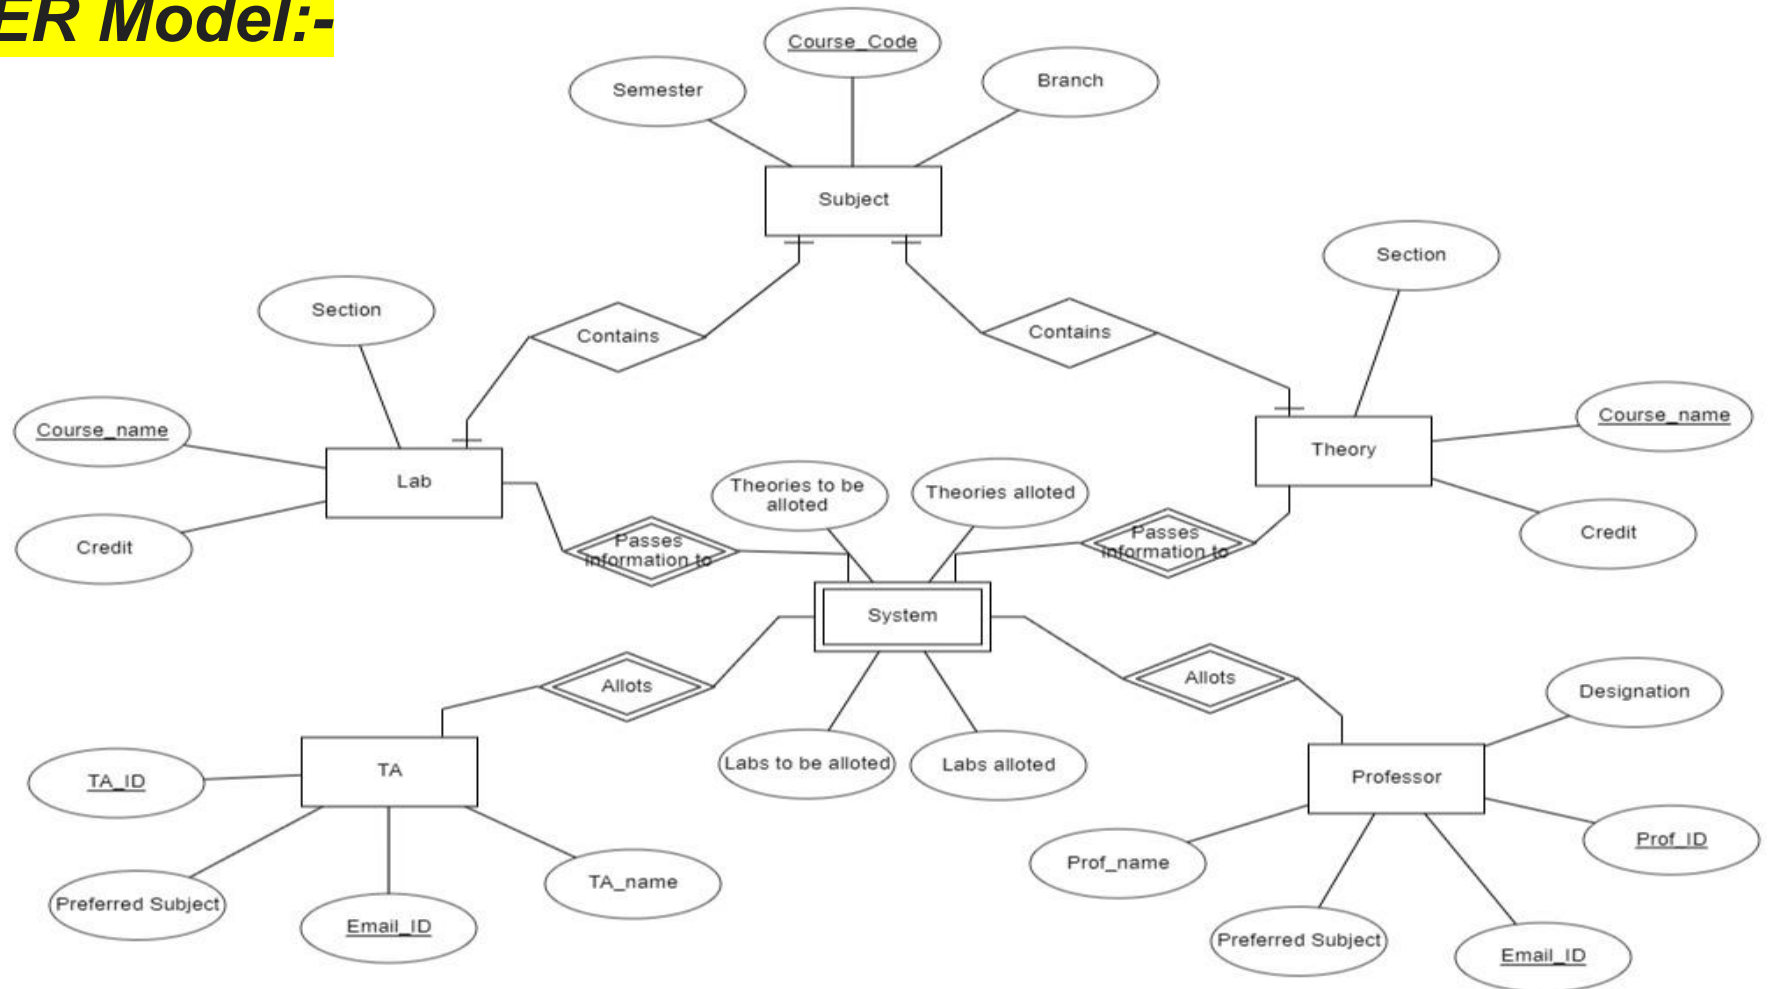 ER Model:-
Course_Code
Semester
Branch
Subject
Section
Section
Contains
Contains
Course_name
Course_name
Theory
Lab
Theories to be
alloted
Theories alloted
Credit
Credit
Passes
information to
Passes
information to
System
Allots
Allots
Designation
Labs to be alloted
Labs alloted
TA
TA_ID
Professor
Prof_ID
Prof_name
TA_name
Preferred Subject
Email_ID
Preferred Subject
Email_ID